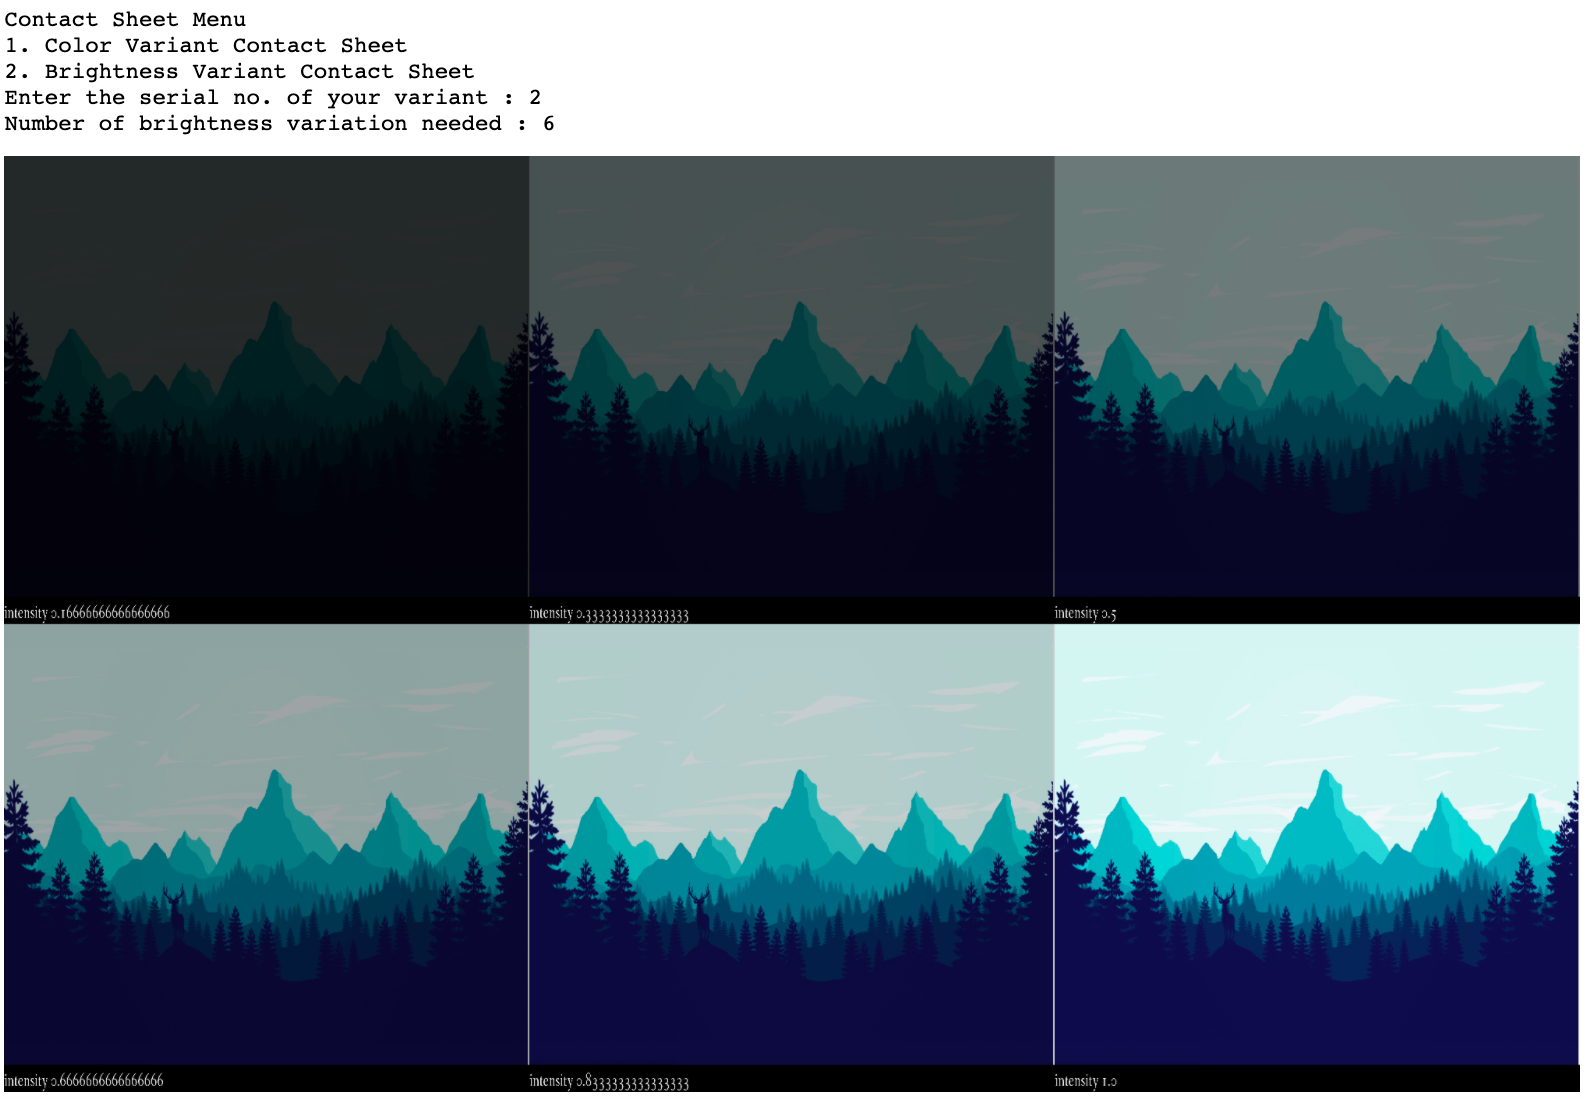 Contact Sheet Menu
1. Color Variant Contact Sheet
2. Brightness Variant Contact Sheet
Enter the serial no. of your variant : 2
Number of brightness variation needed : 6
intensity 0.16666666666666666
intensity 0.3333333333333333
intensity 0.5
intensity 0.6666666666666666
intensity 0.8333333333333333
intensity 1.0